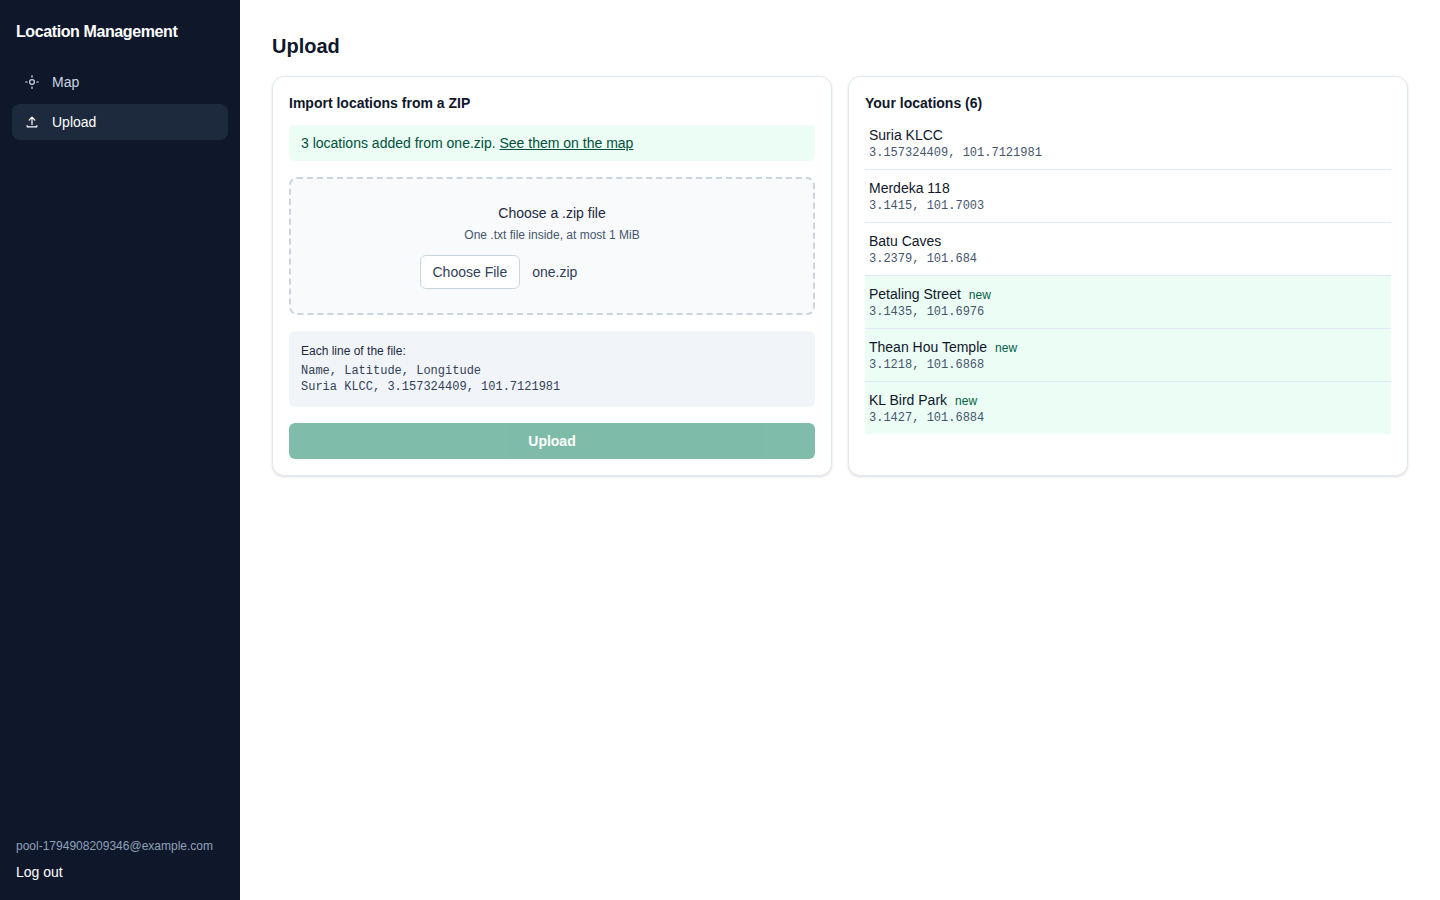 Location Management
Map
Upload
pool-1794908209346@example.com
Log out
Upload
Import locations from a ZIP
3 locations added from one.zip. See them on the map
Choose a .zip file
One .txt file inside, at most 1 MiB
Choose File one.zip
Each line of the file:
Name, Latitude, Longitude
Suria KLCC, 3.157324409, 101.7121981
Upload
Your locations (6)
Suria KLCC
3.157324409, 101.7121981
Merdeka 118
3.1415, 101.7003
Batu Caves
3.2379, 101.684
Petaling Street new
3.1435, 101.6976
Thean Hou Temple new
3.1218, 101.6868
KL Bird Park new
3.1427, 101.6884